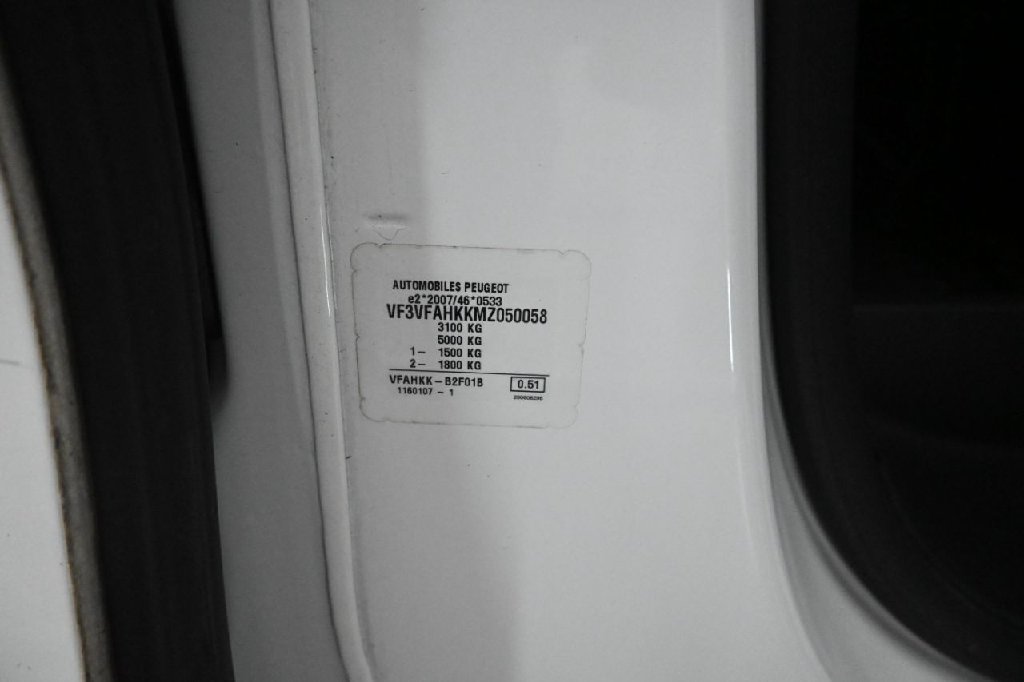 AUTOMOBILES PEUGEOT
e2*2007/46*0533
VF3VFAHKKMZ050058
3100 KG
5000 KG
1- 1500 KG
2- 1800 KG
VFAHKK-B2F01B 0.51
1160107 - 1